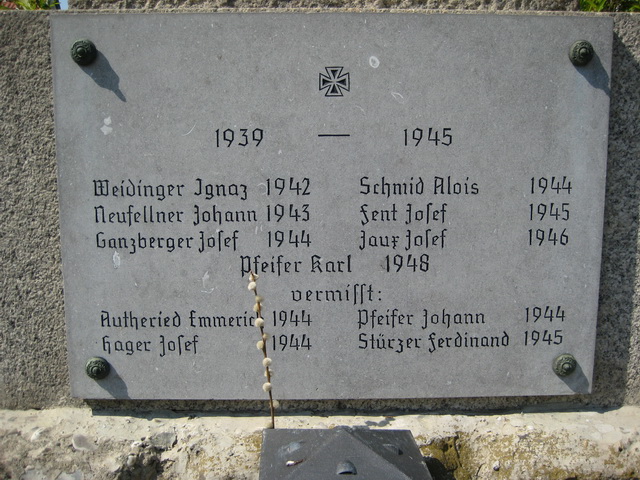 1939 — 1945
Weidinger Ignaz 1942 Schmid Alois 1944
Neufellner Johann 1943 Fent Josef 1945
Ganzberger Josef 1944 Jaux Josef 1946
Pfeifer Karl 1948
vermisst:
Autheried Emmeric 1944 Pfeifer Johann 1944
Hager Josef 1944 Stürzer Ferdinand 1945